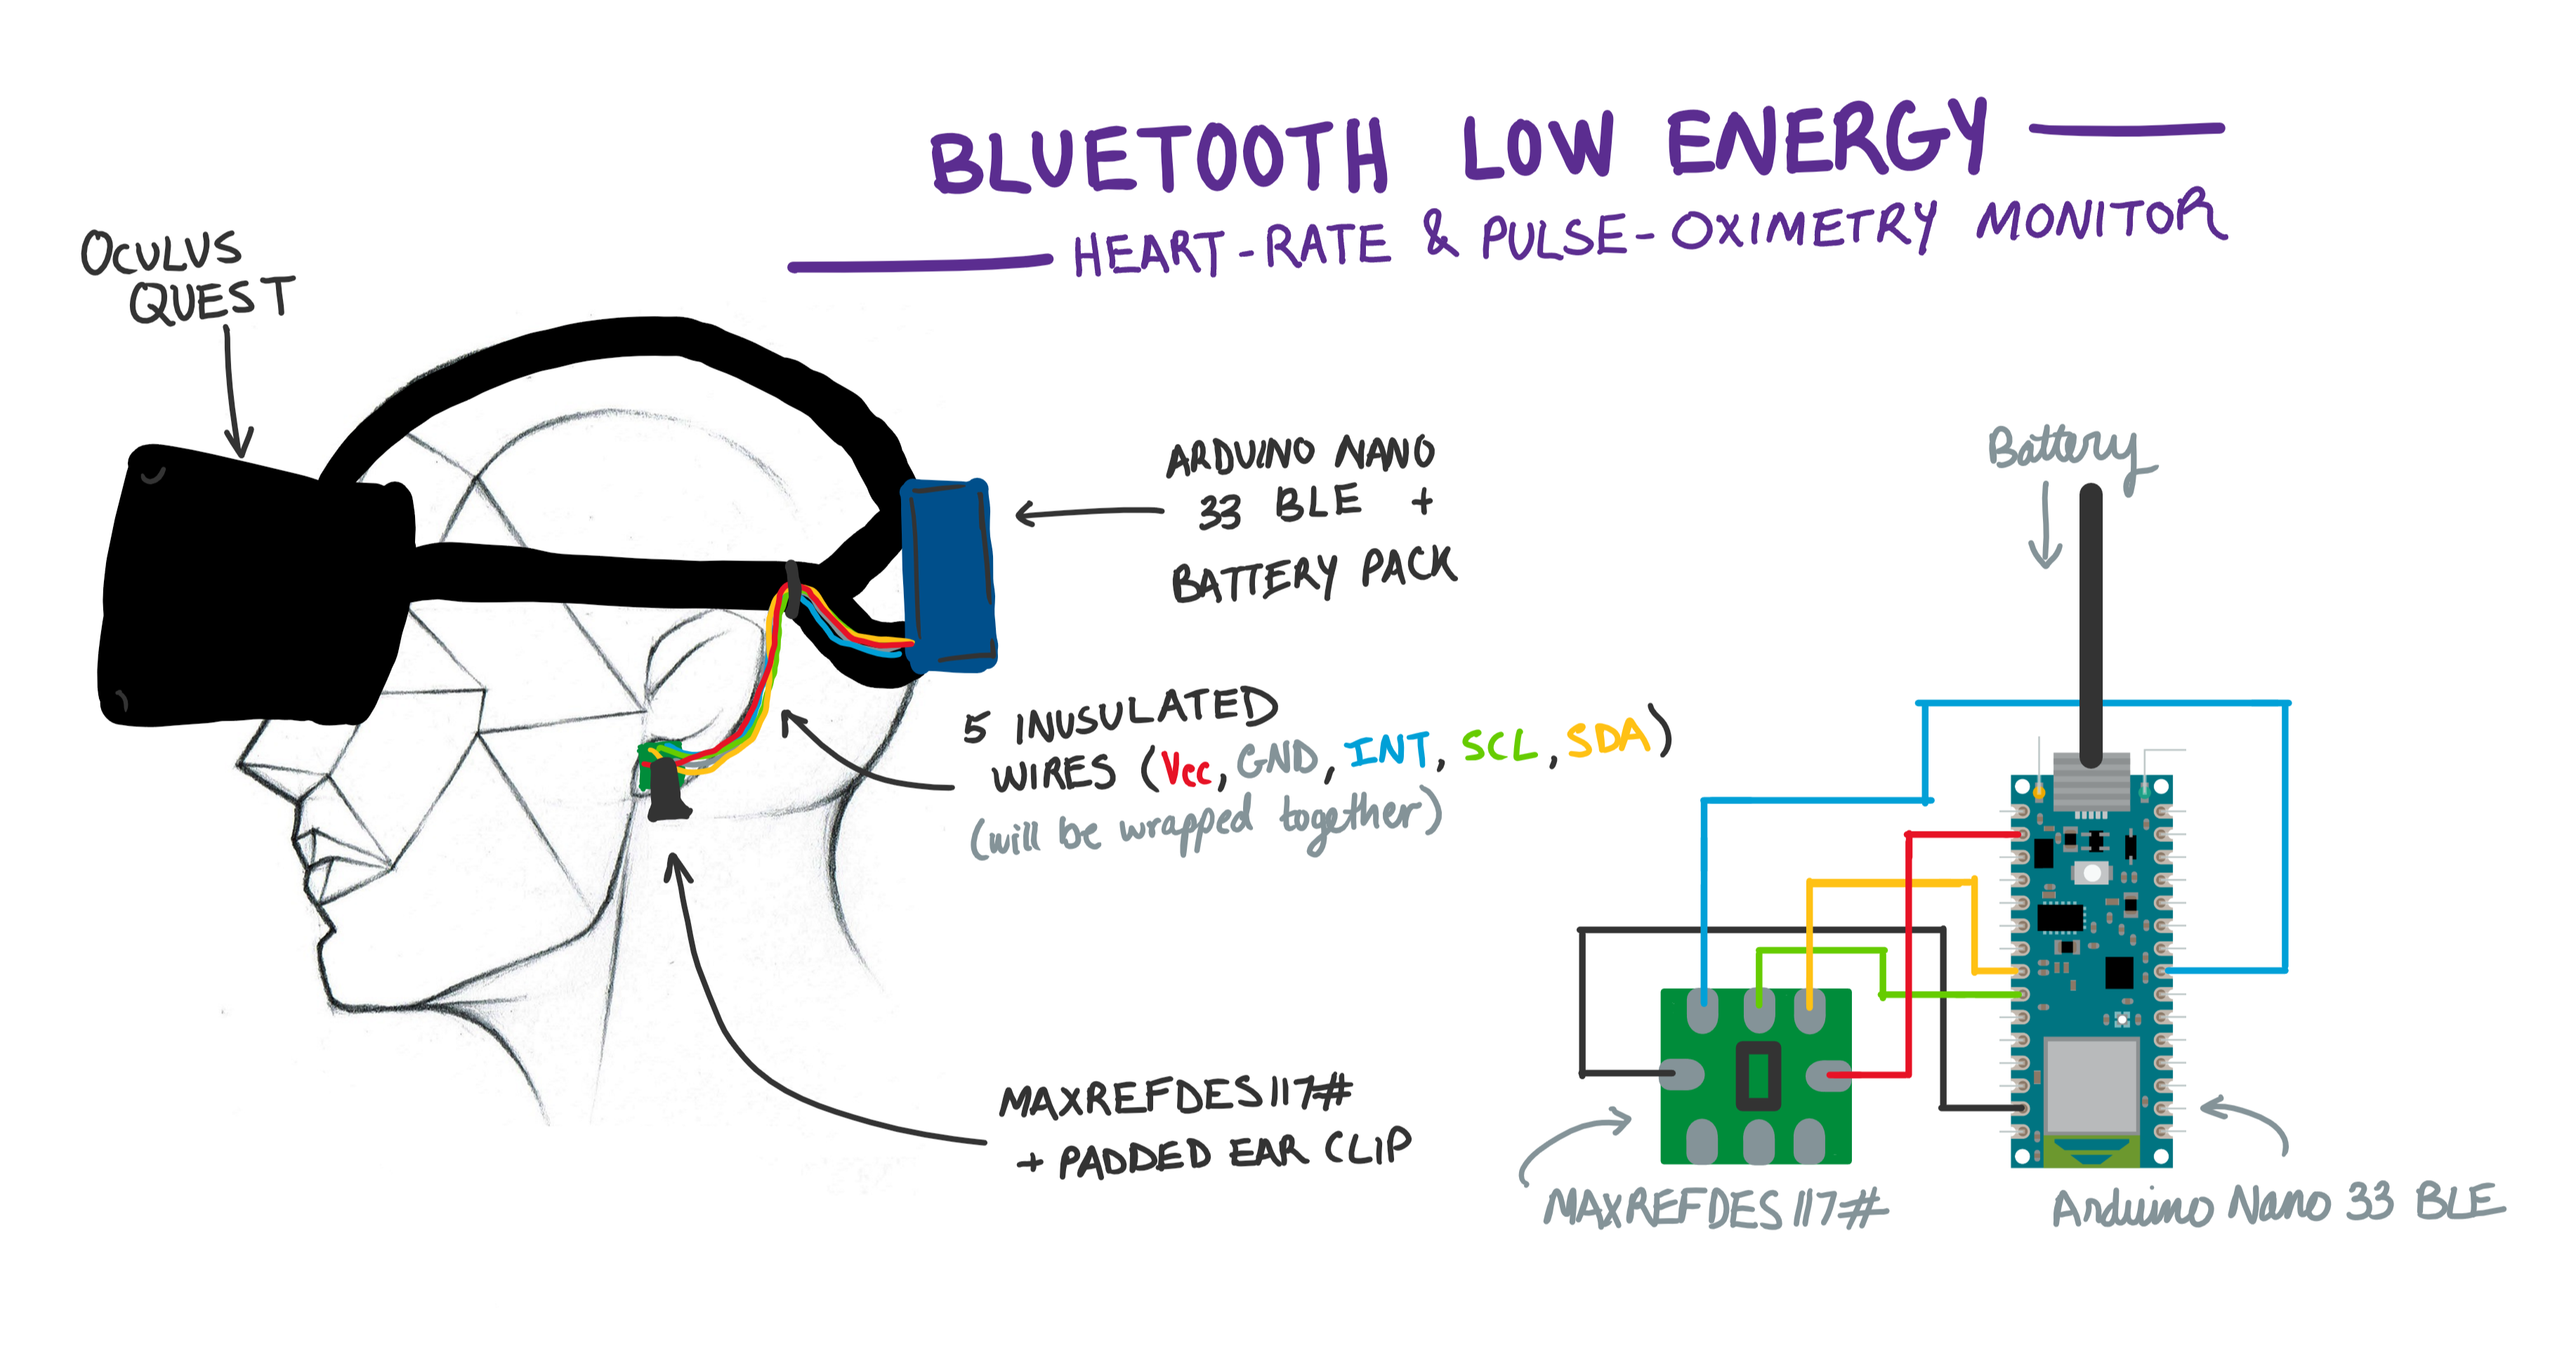 BLUETOOTH LOW ENERGY
HEART-RATE & PULSE-OXIMETRY MONITOR
OCULUS
QUEST
ARDUINO NANO
33 BLE +
BATTERY PACK
5 INUSULATED
WIRES (Vcc, GND, INT, SCL, SDA)
(will be wrapped together)
MAXREFDES117#
+ PADDED EAR CLIP
Battery
MAXREFDES117#
Arduino Nano 33 BLE